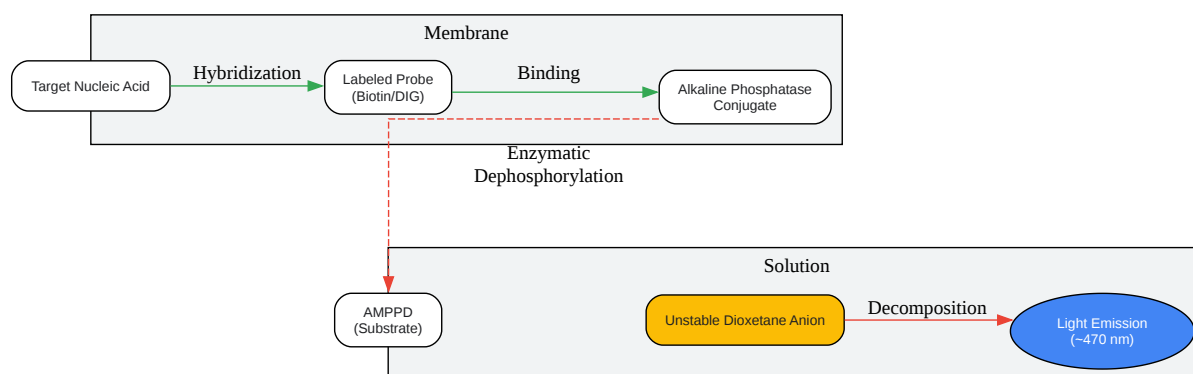 Membrane
Target Nucleic Acid
Hybridization
Labeled Probe
(Biotin/DIG)
Binding
Alkaline Phosphatase
Conjugate
Enzymatic
Dephosphorylation
Solution
AMPPD
(Substrate)
Unstable Dioxetane Anion
Decomposition
Light Emission
(~470 nm)